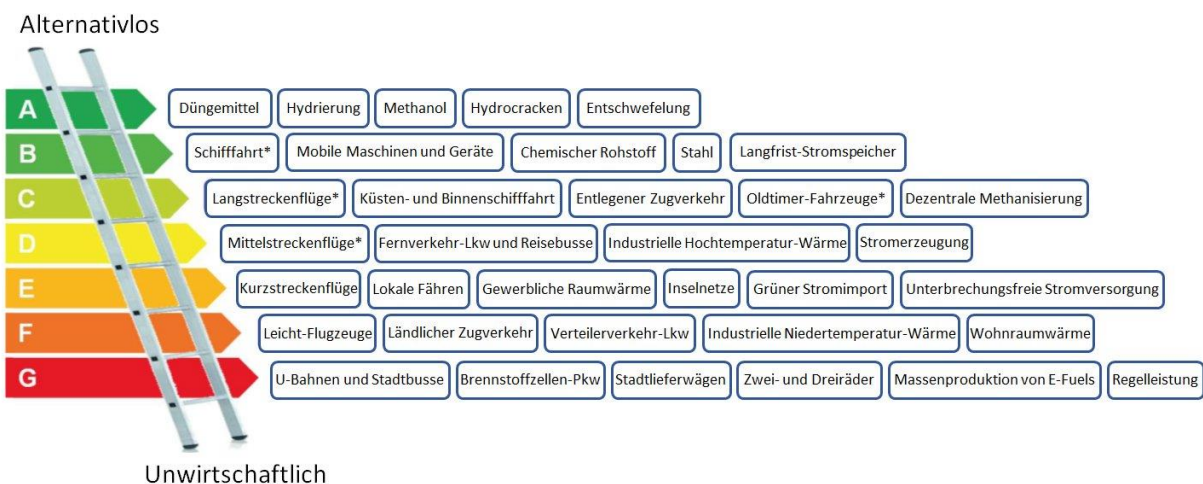 Alternativlos
A Düngemittel Hydrierung Methanol Hydrocracken Entschwefelung
B Schifffahrt* Mobile Maschinen und Geräte Chemischer Rohstoff Stahl Langfrist-Stromspeicher
C Langstreckenflüge* Küsten- und Binnenschifffahrt Entlegener Zugverkehr Oldtimer-Fahrzeuge* Dezentrale Methanisierung
D Mittelstreckenflüge* Fernverkehr-Lkw und Reisebusse Industrielle Hochtemperatur-Wärme Stromerzeugung
E Kurzstreckenflüge Lokale Fähren Gewerbliche Raumwärme Inselnetze Grüner Stromimport Unterbrechungsfreie Stromversorgung
F Leicht-Flugzeuge Ländlicher Zugverkehr Verteilerverkehr-Lkw Industrielle Niedertemperatur-Wärme Wohnraumwärme
G U-Bahnen und Stadtbusse Brennstoffzellen-Pkw Stadtlieferwägen Zwei- und Dreiräder Massenproduktion von E-Fuels Regelleistung
Unwirtschaftlich